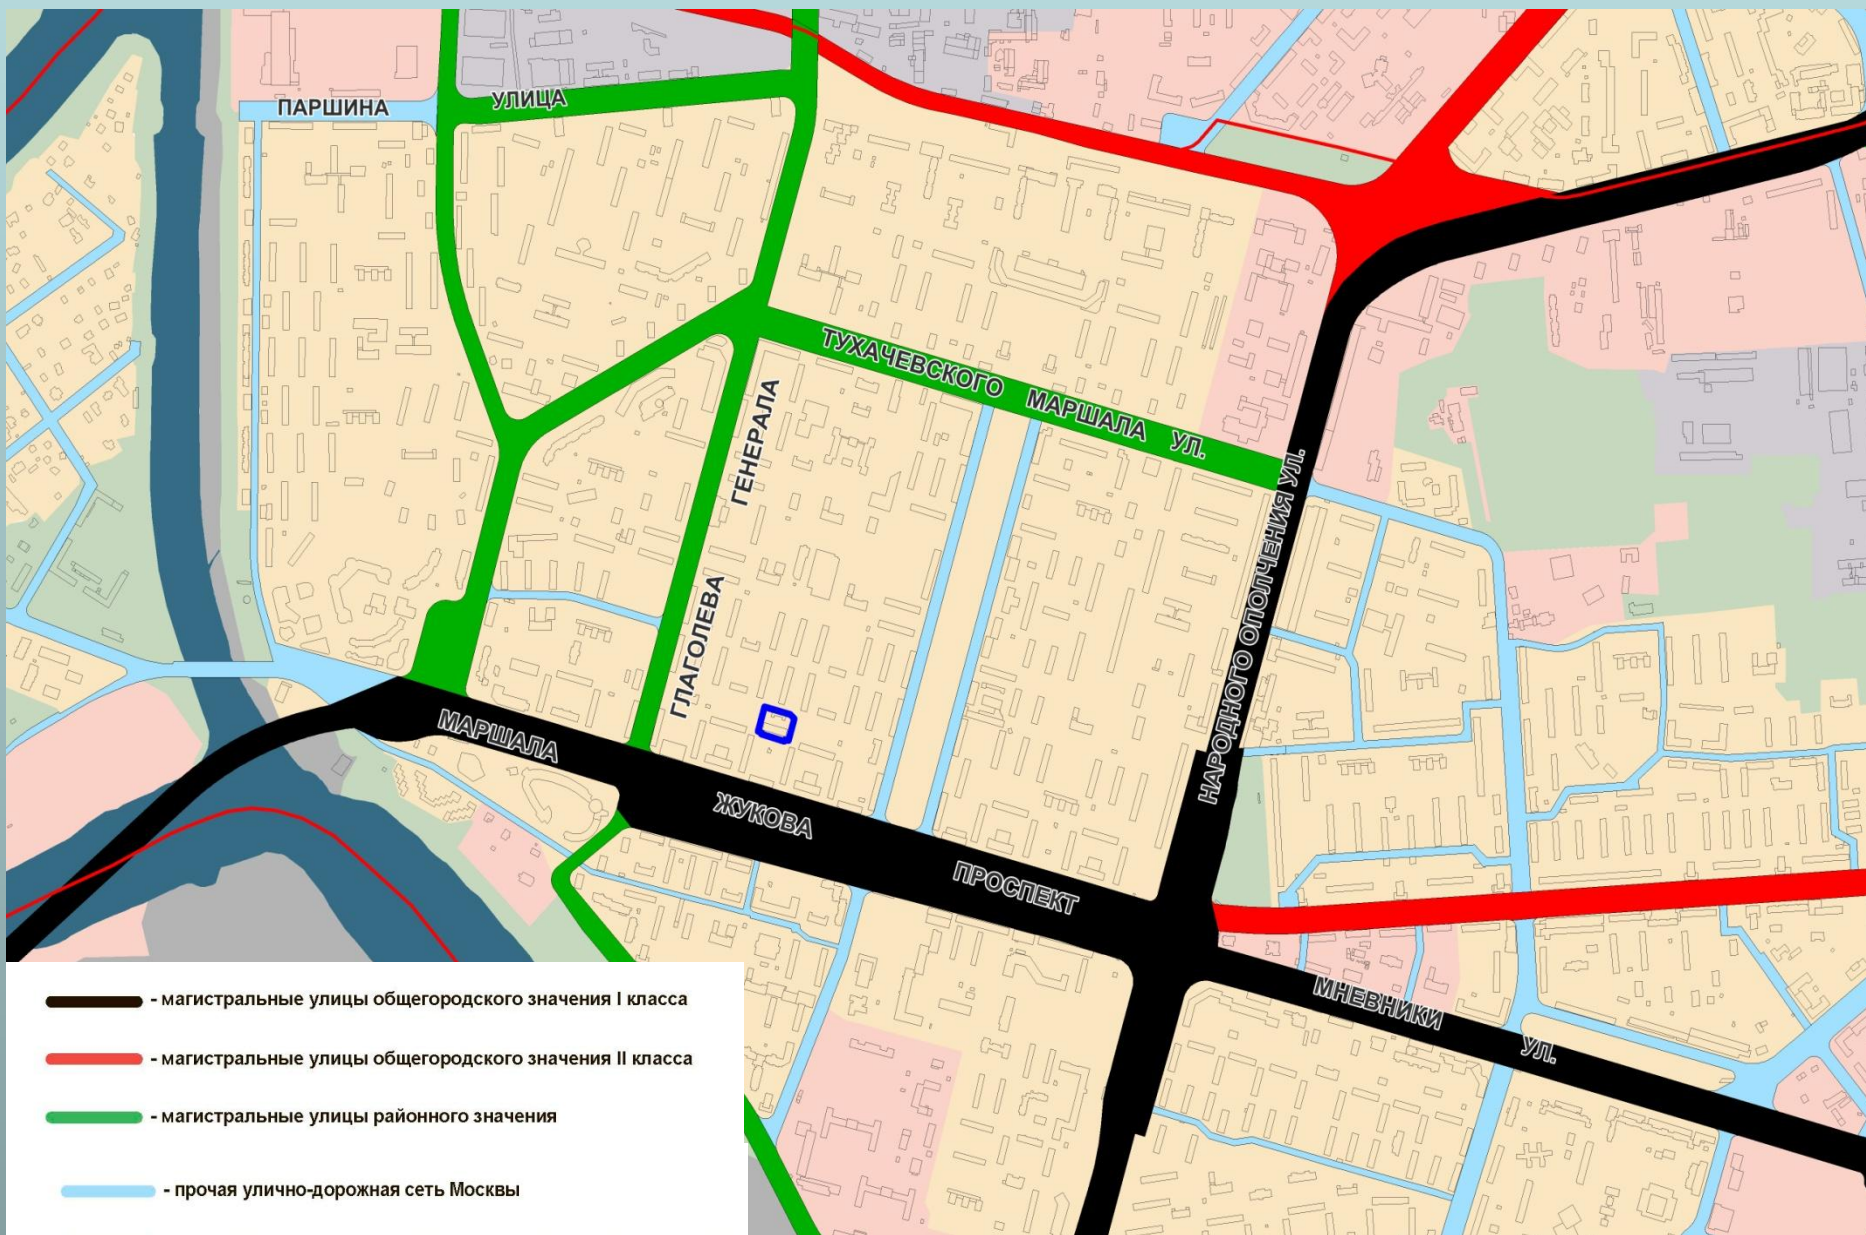 ПАРШИНА
УЛИЦА
ТУХАЧЕВСКОГО МАРШАЛА УЛ.
ГЛАГОЛЕВА ГЕНЕРАЛА
НАРОДНОГО ОПОЛЧЕНИЯ УЛ.
МАРШАЛА ЖУКОВА ПРОСПЕКТ
МНЕВНИКИ УЛ.
- магистральные улицы общегородского значения I класса
- магистральные улицы общегородского значения II класса
- магистральные улицы районного значения
- прочая улично-дорожная сеть Москвы